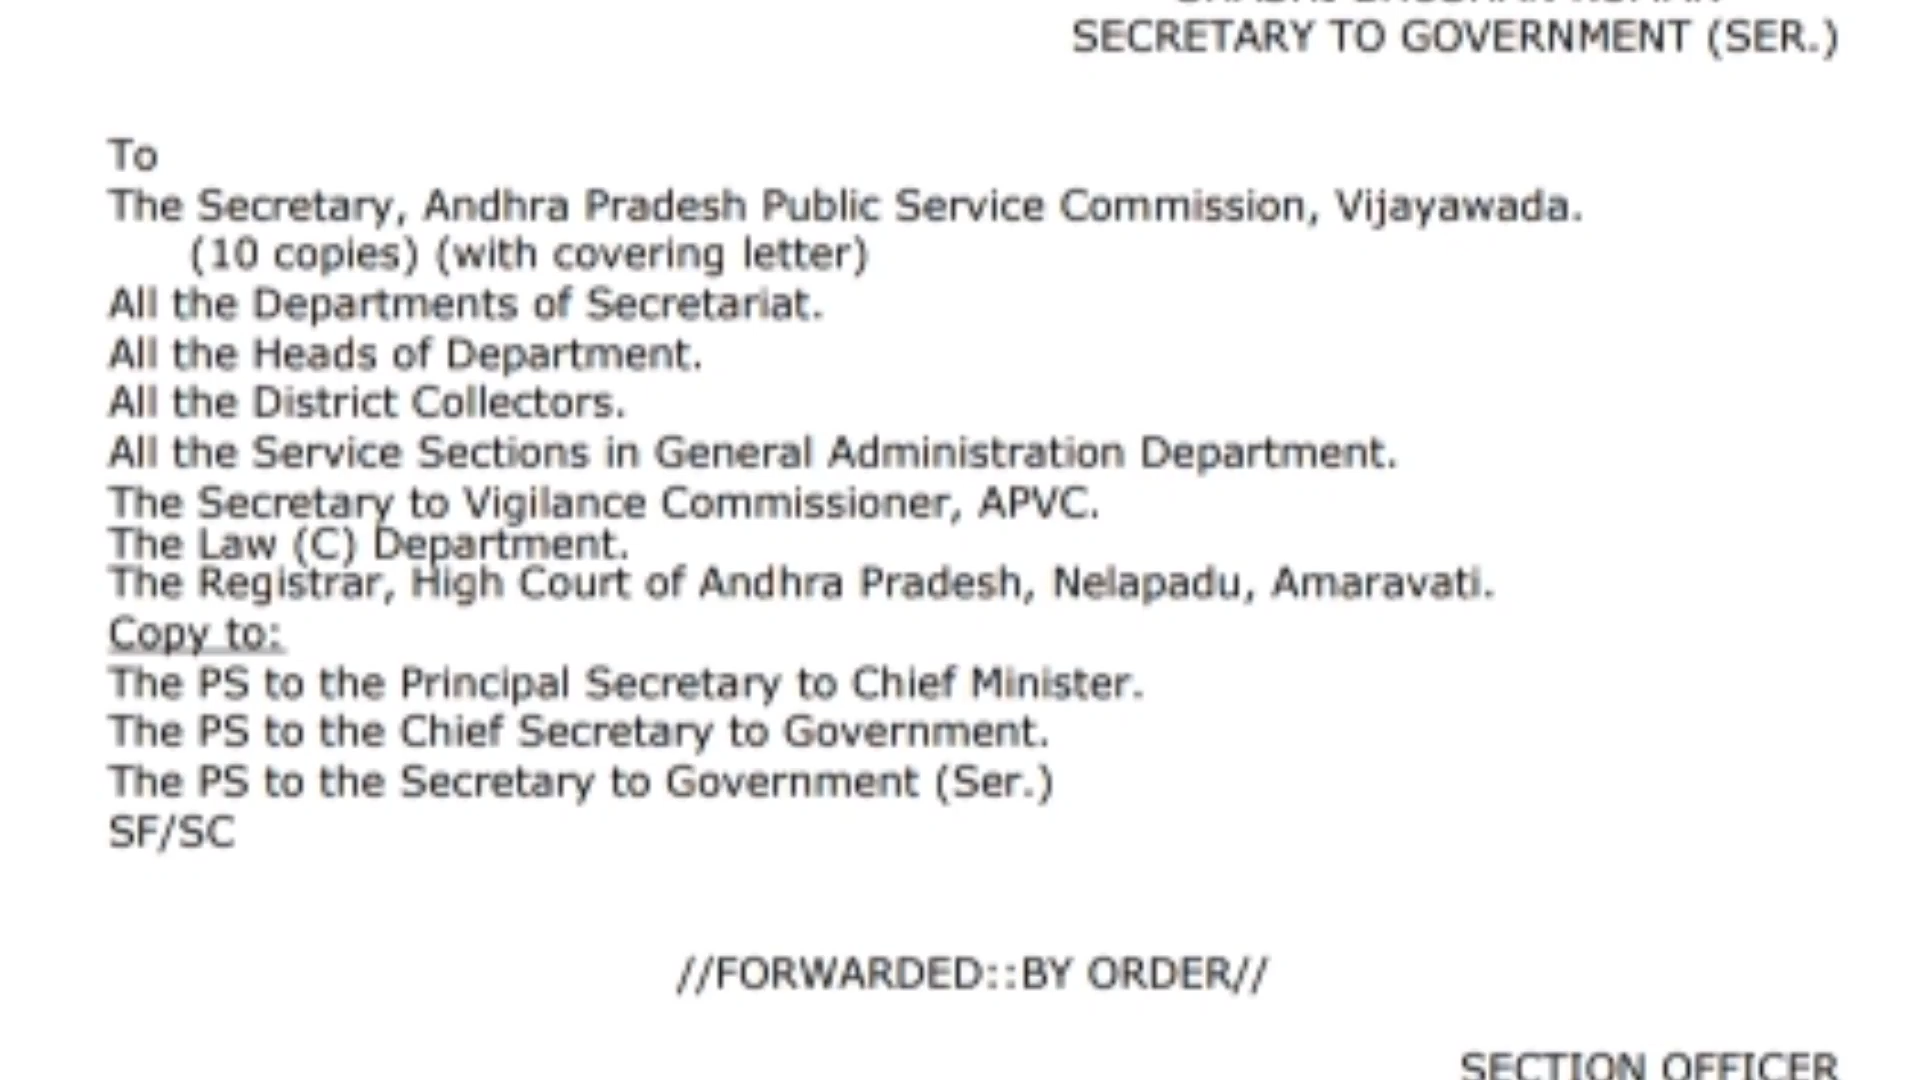 SECRETARY TO GOVERNMENT (SER.)
To
The Secretary, Andhra Pradesh Public Service Commission, Vijayawada.
(10 copies) (with covering letter)
All the Departments of Secretariat.
All the Heads of Department.
All the District Collectors.
All the Service Sections in General Administration Department.
The Secretary to Vigilance Commissioner, APVC.
The Law (C) Department.
The Registrar, High Court of Andhra Pradesh, Nelapadu, Amaravati.
Copy to:
The PS to the Principal Secretary to Chief Minister.
The PS to the Chief Secretary to Government.
The PS to the Secretary to Government (Ser.)
SF/SC
//FORWARDED::BY ORDER//
SECTION OFFICER